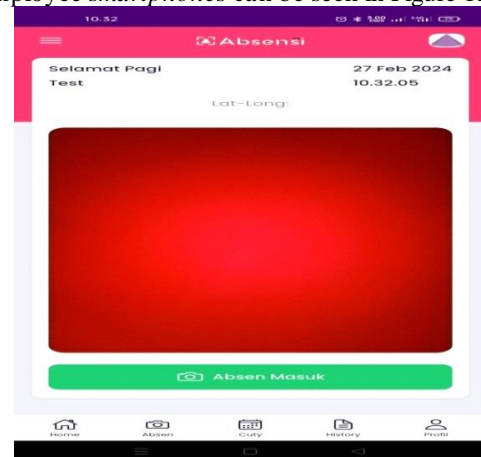 employee smartphones can be seen in Figure
10.32
Absensi
Selamat Pagi 27 Feb 2024
Test 10.32.05
Lat-Long:
Absen Masuk
Home Absen Cuty History Profil